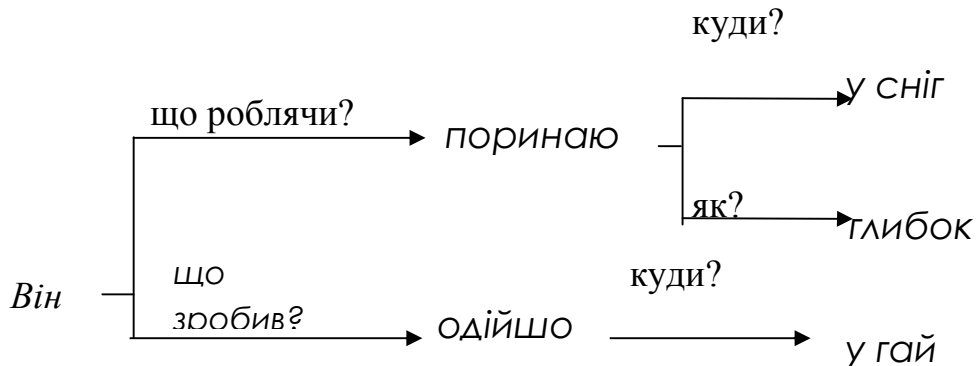 куди?
у сніг
що роблячи?
поринаю
як?
глибок
що
зробив?
куди?
Він
одійшо
у гай